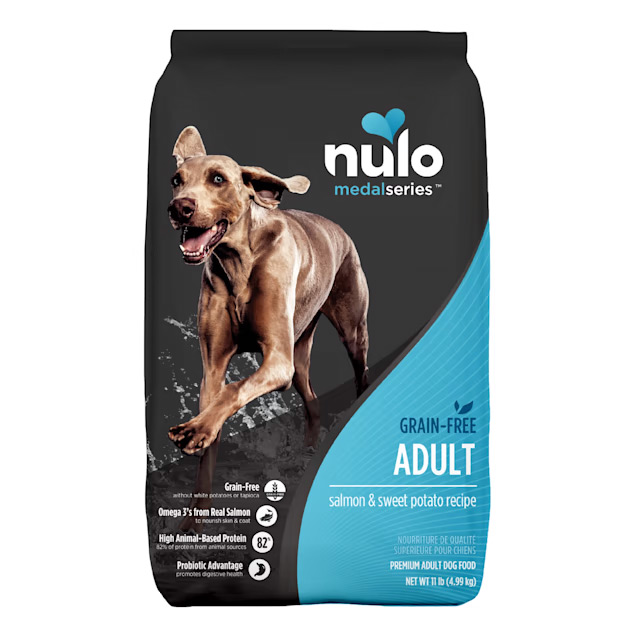 nulo
medalseries™
GRAIN-FREE
ADULT
salmon & sweet potato recipe
NOURRITURE DE QUALITÉ
SUPÉRIEURE POUR CHIENS
PREMIUM ADULT DOG FOOD
NET WT 11 lb (4.99 kg)
Grain-Free
without white potatoes or tapioca
GRAIN-FREE
Omega 3's from Real Salmon
to nourish skin & coat
High Animal-Based Protein
82% of protein from animal sources
82%
Probiotic Advantage
promotes digestive health